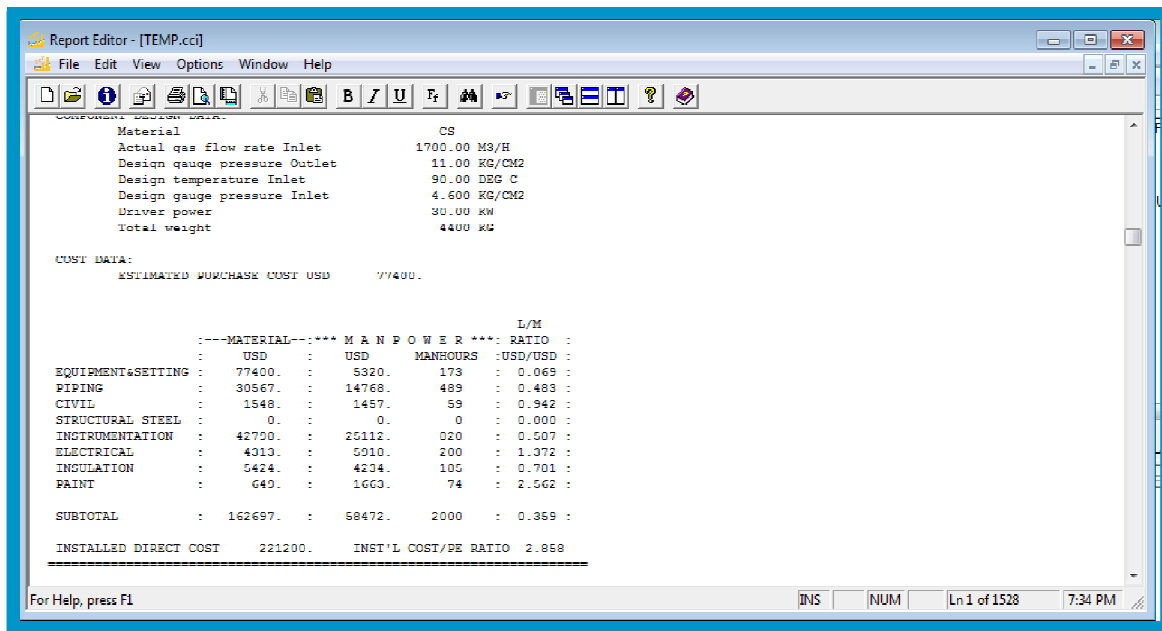 Report Editor - [TEMP.cci]
File Edit View Options Window Help
COMPONENT DESIGN DATA:
Material CS
Actual gas flow rate Inlet 1700.00 M3/H
Design gauge pressure Outlet 11.00 KG/CM2
Design temperature Inlet 90.00 DEG C
Design gauge pressure Inlet 4.600 KG/CM2
Driver power 30.00 KW
Total weight 4400 KG
COST DATA:
ESTIMATED PURCHASE COST USD 77400.
L/M
:---MATERIAL--:*** M A N P O W E R ***: RATIO :
: USD : USD MANHOURS :USD/USD :
EQUIPMENT&SETTING : 77400. : 5320. 173 : 0.069 :
PIPING : 30567. : 14768. 489 : 0.483 :
CIVIL : 1548. : 1457. 59 : 0.942 :
STRUCTURAL STEEL : 0. : 0. 0 : 0.000 :
INSTRUMENTATION : : 25112. :
ELECTRICAL : 4313. : 200 : 1.372 :
INSULATION : 5424. : 4234. : 0.781 :
PAINT : 649. : 1663. 74 : 2.562 :
SUBTOTAL : 162697. : 58472. 2000 : 0.359 :
INSTALLED DIRECT COST 221200. INST'L COST/PE RATIO 2.858
For Help, press F1 INS NUM Ln 1 of 1528 7:34 PM